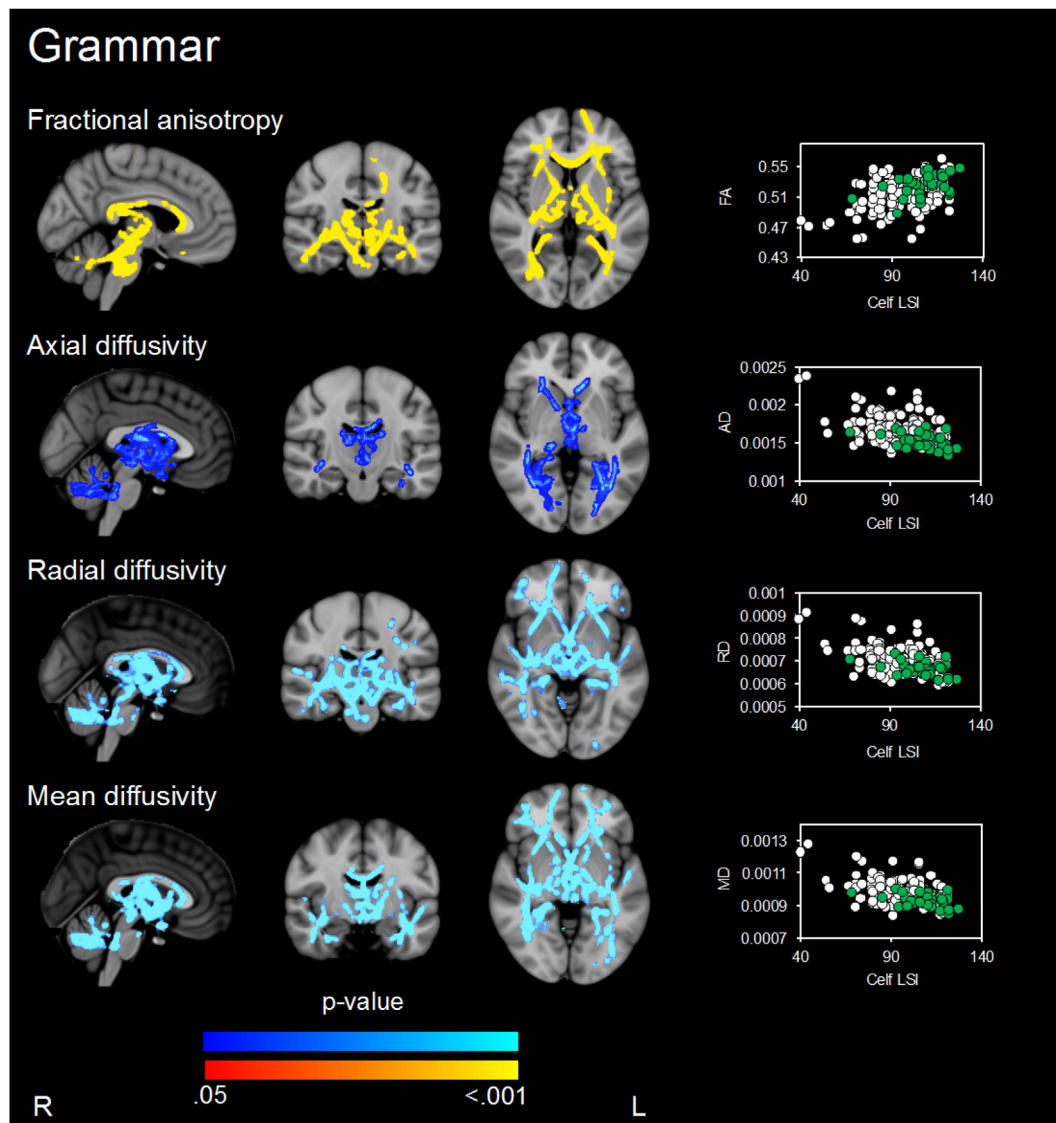 Grammar
Fractional anisotropy
FA
0.55
0.51
0.47
0.43
40 90 140
Celf LSI
Axial diffusivity
AD
0.0025
0.002
0.0015
0.001
40 90 140
Celf LSI
Radial diffusivity
RD
0.001
0.0009
0.0008
0.0007
0.0006
0.0005
40 90 140
Celf LSI
Mean diffusivity
MD
0.0013
0.0011
0.0009
0.0007
40 90 140
Celf LSI
p-value
.05 <.001
R L